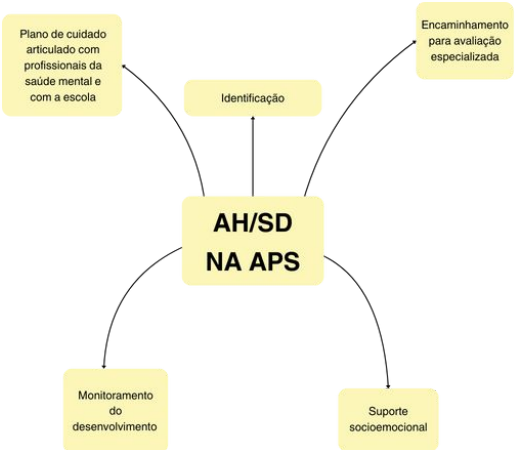 Plano de cuidado
articulado com
profissionais da
saúde mental e
com a escola
Identificação
Encaminhamento
para avaliação
especializada
AH/SD
NA APS
Monitoramento
do
desenvolvimento
Suporte
socioemocional